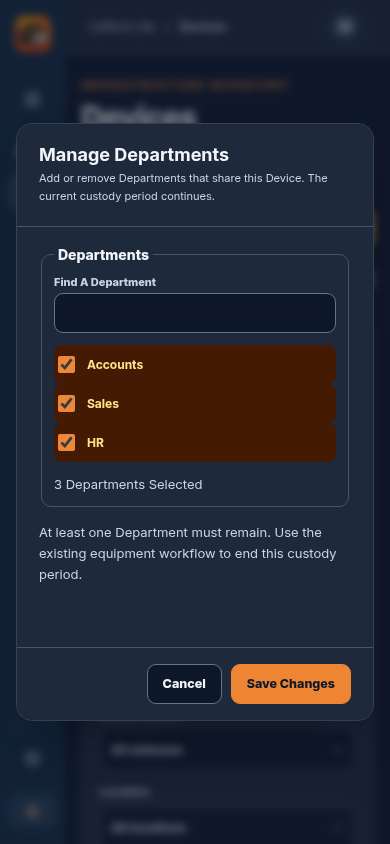 Devices
Manage Departments
Add or remove Departments that share this Device. The
current custody period continues.
Departments
Find A Department
Accounts
Sales
HR
3 Departments Selected
At least one Department must remain. Use the
existing equipment workflow to end this custody
period.
Cancel
Save Changes
Location
All locations